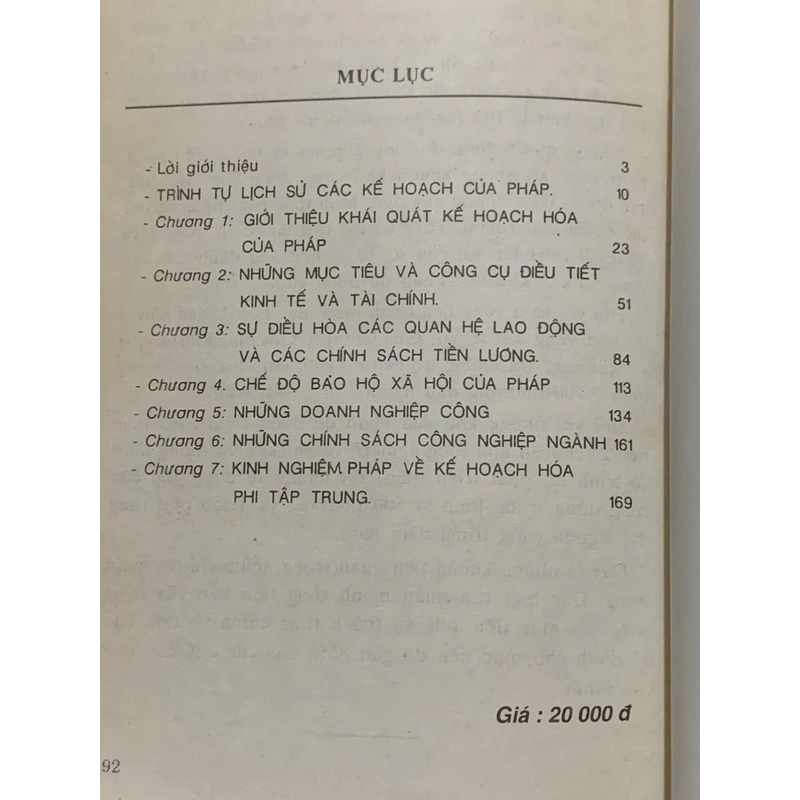 MỤC LỤC
- Lời giới thiệu 3
- TRÌNH TỰ LỊCH SỬ CÁC KẾ HOẠCH CỦA PHÁP. 10
- Chương 1: GIỚI THIỆU KHÁI QUÁT KẾ HOẠCH HÓA
CỦA PHÁP 23
- Chương 2: NHỮNG MỤC TIÊU VÀ CÔNG CỤ ĐIỀU TIẾT
KINH TẾ VÀ TÀI CHÍNH. 51
- Chương 3: SỰ ĐIỀU HÒA CÁC QUAN HỆ LAO ĐỘNG
VÀ CÁC CHÍNH SÁCH TIỀN LƯƠNG. 84
- Chương 4. CHẾ ĐỘ BẢO HỘ XÃ HỘI CỦA PHÁP 113
- Chương 5: NHỮNG DOANH NGHIỆP CÔNG 134
- Chương 6: NHỮNG CHÍNH SÁCH CÔNG NGHIỆP NGÀNH 161
- Chương 7: KINH NGHIỆM PHÁP VỀ KẾ HOẠCH HÓA
PHI TẬP TRUNG. 169
Giá : 20 000 đ
92